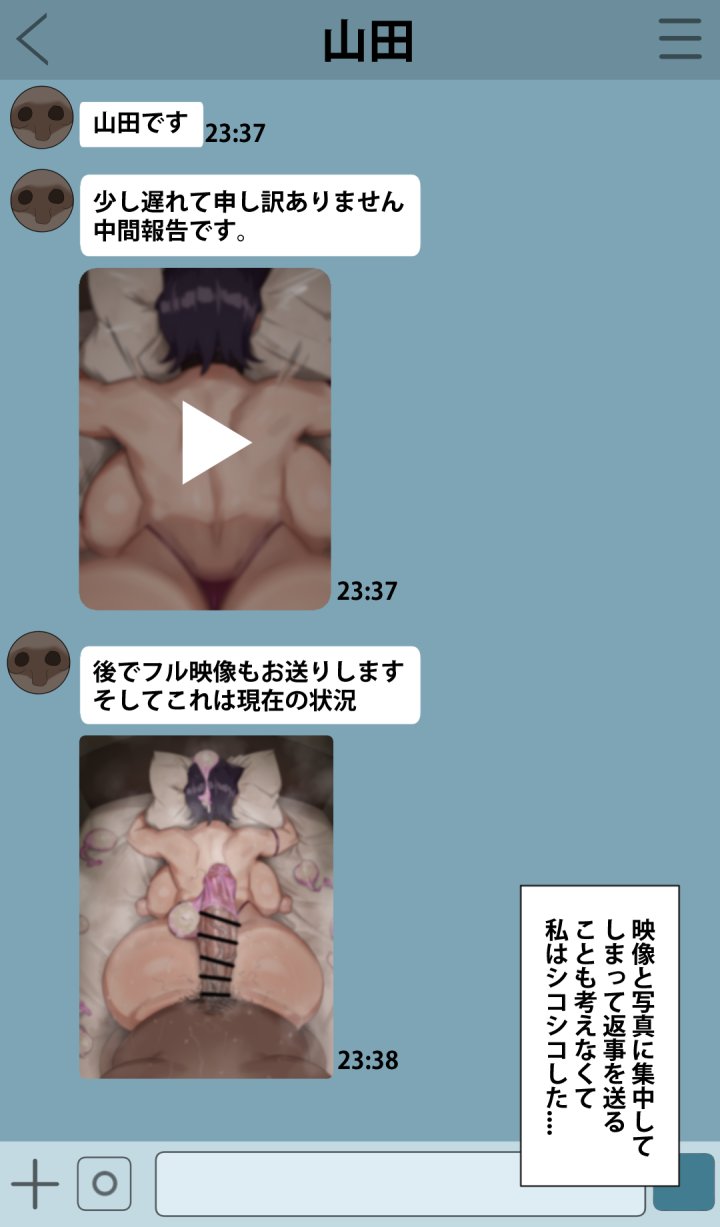 山田
山田です
23:37
少し遅れて申し訳ありません
中間報告です。
23:37
後でフル映像もお送りします
そしてこれは現在の状況
23:38
映像と写真に集中して
しまって返事を送る
ことも考えなくて
私はシコシコした…